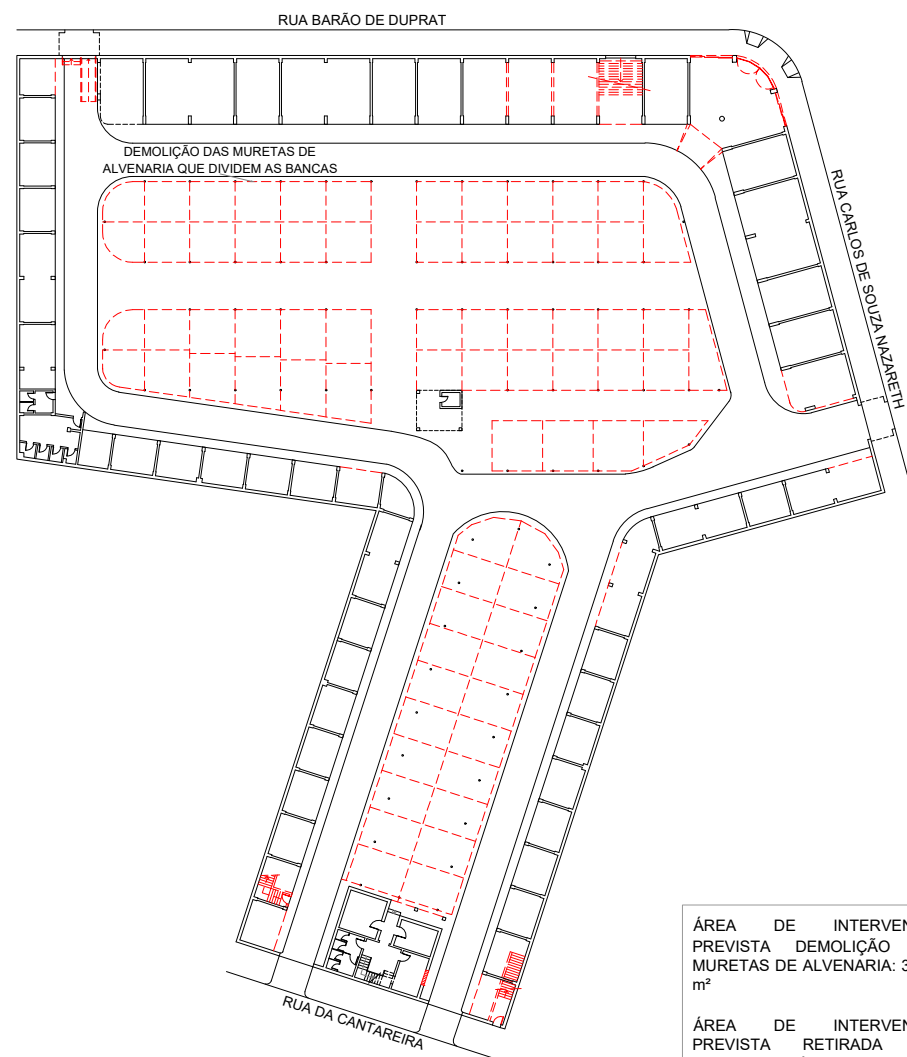 RUA BARÃO DE DUPRAT
DEMOLIÇÃO DAS MURETAS DE
ALVENARIA QUE DIVIDEM AS BANCAS
RUA CARLOS DE SOUZA NAZARETH
RUA DA CANTAREIRA
ÁREA DE
PREVISTA DEMOLIÇÃO
MURETAS DE ALVENARIA:
m²
ÁREA DE
PREVISTA RETIRADA